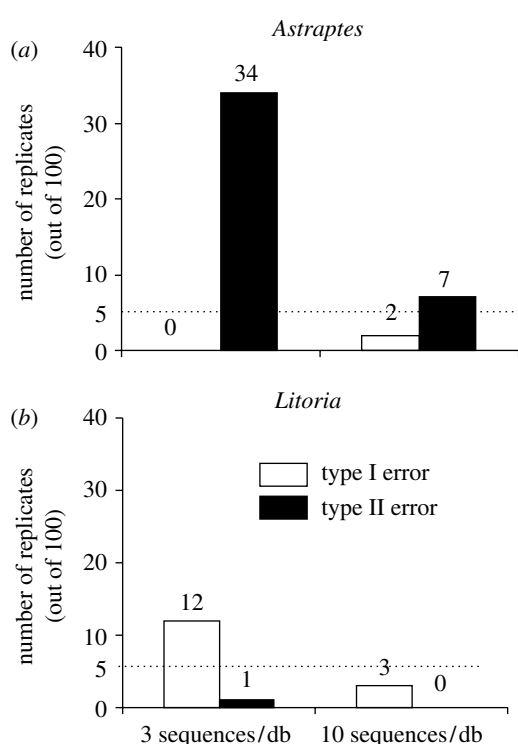 Astraptes
(a)
number of replicates
(out of 100)
40
30
20
10
5
0
0
34
2
7
Litoria
(b)
number of replicates
(out of 100)
40
30
20
10
5
0
type I error
type II error
12
1
3
0
3 sequences/db
10 sequences/db